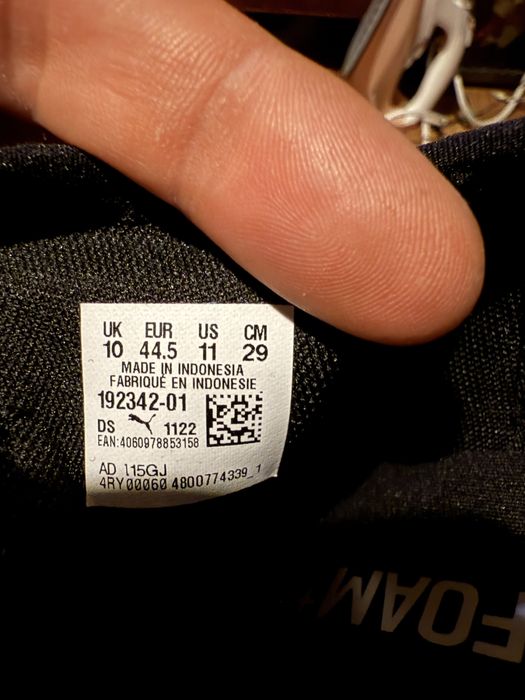 UK EUR US CM
10 44.5 11 29
MADE IN INDONESIA
FABRIQUÉ EN INDONESIE
192342-01
DS 1122
EAN:4060978853158
AD 115GJ
4RY00060 4800774339_1
FOAM+